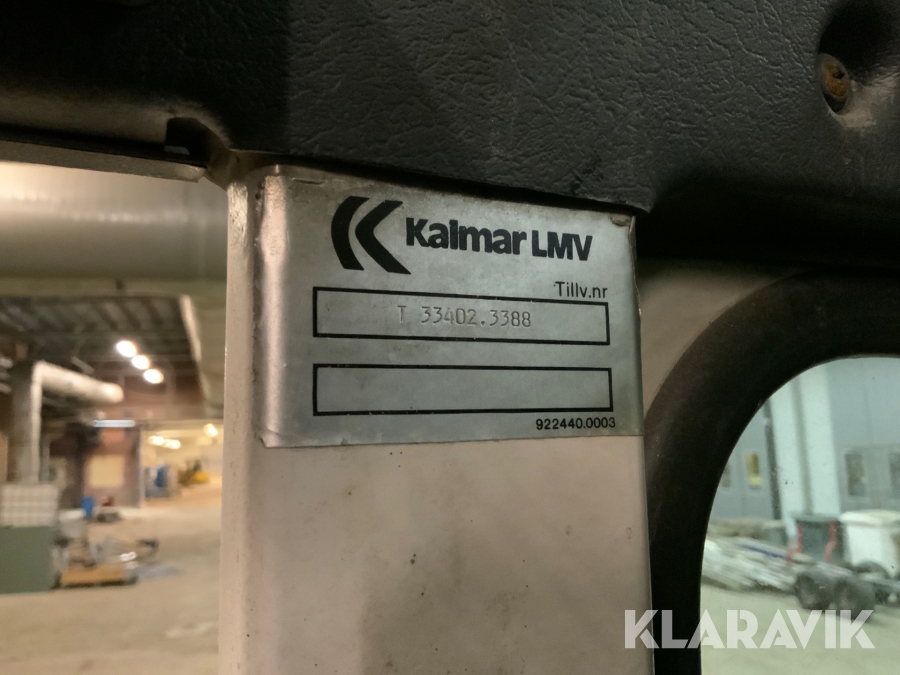 Kalmar LMV
Tillv.nr
T 33402.3388
922440.0003
KLARAVIK